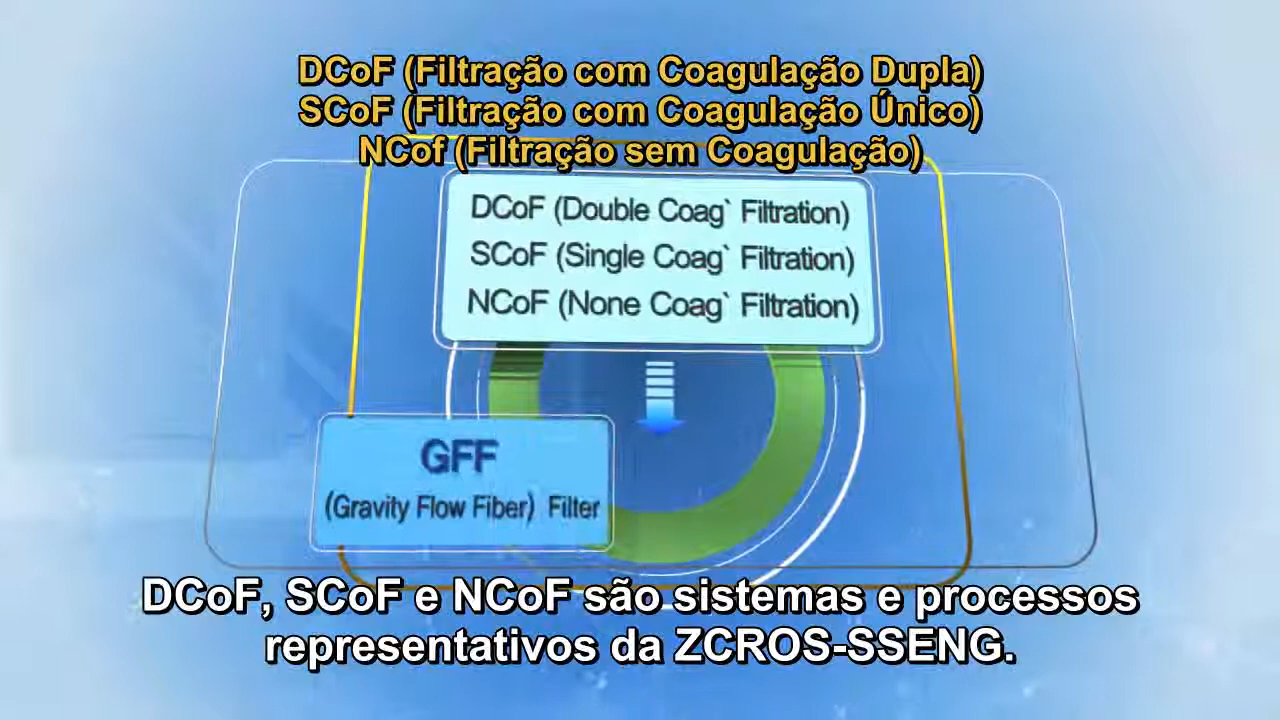 DCoF (Filtração com Coagulação Dupla)
SCoF (Filtração com Coagulação Único)
NCof (Filtração sem Coagulação)
DCoF (Double Coag` Filtration)
SCoF (Single Coag` Filtration)
NCoF (None Coag` Filtration)
GFF
(Gravity Flow Fiber) Filter
DCoF, SCoF e NCoF são sistemas e processos
representativos da ZCROS-SSENG.